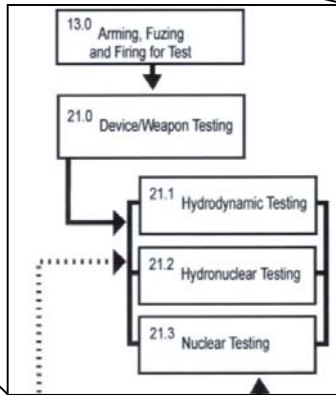 13.0
Arming, Fuzing
and Firing for Test
21.0
Device/Weapon Testing
21.1
Hydrodynamic Testing
21.2
Hydronuclear Testing
21.3
Nuclear Testing